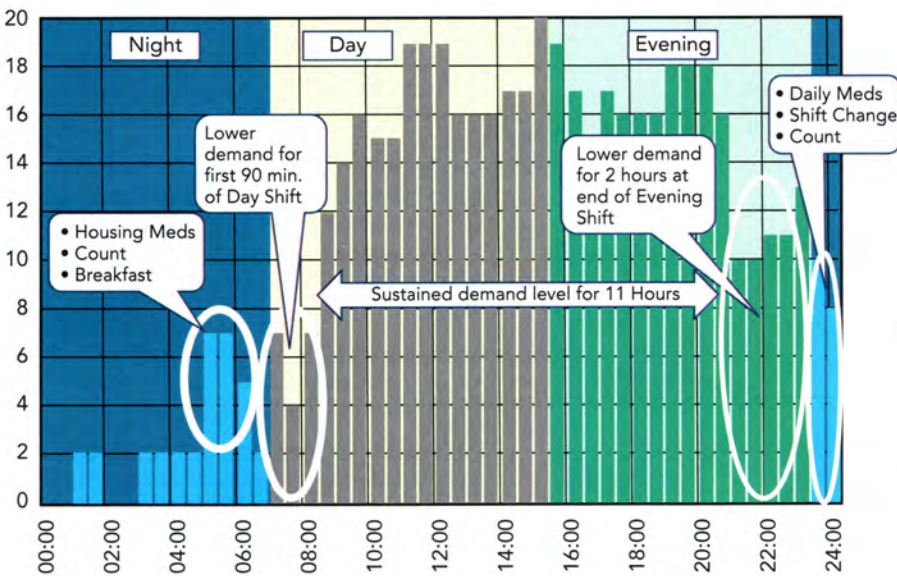 20
18
16
14
12
10
8
6
4
2
0
Night
Day
Evening
Lower
demand for
first 90 min.
of Day Shift
• Housing Meds
• Count
• Breakfast
Lower demand
for 2 hours at
end of Evening
Shift
• Daily Meds
• Shift Change
• Count
Sustained demand level for 11 Hours
00:00
02:00
04:00
06:00
08:00
10:00
12:00
14:00
16:00
18:00
20:00
22:00
24:00